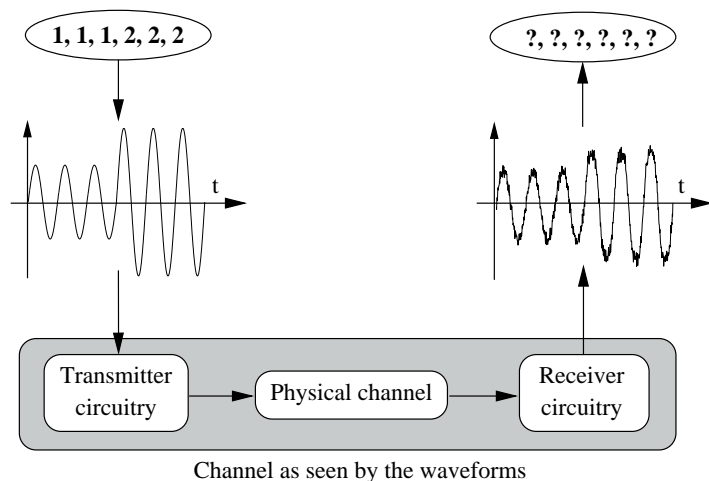 1, 1, 1, 2, 2, 2
?, ?, ?, ?, ?, ?
t
t
Transmitter
circuitry
Physical channel
Receiver
circuitry
Channel as seen by the waveforms